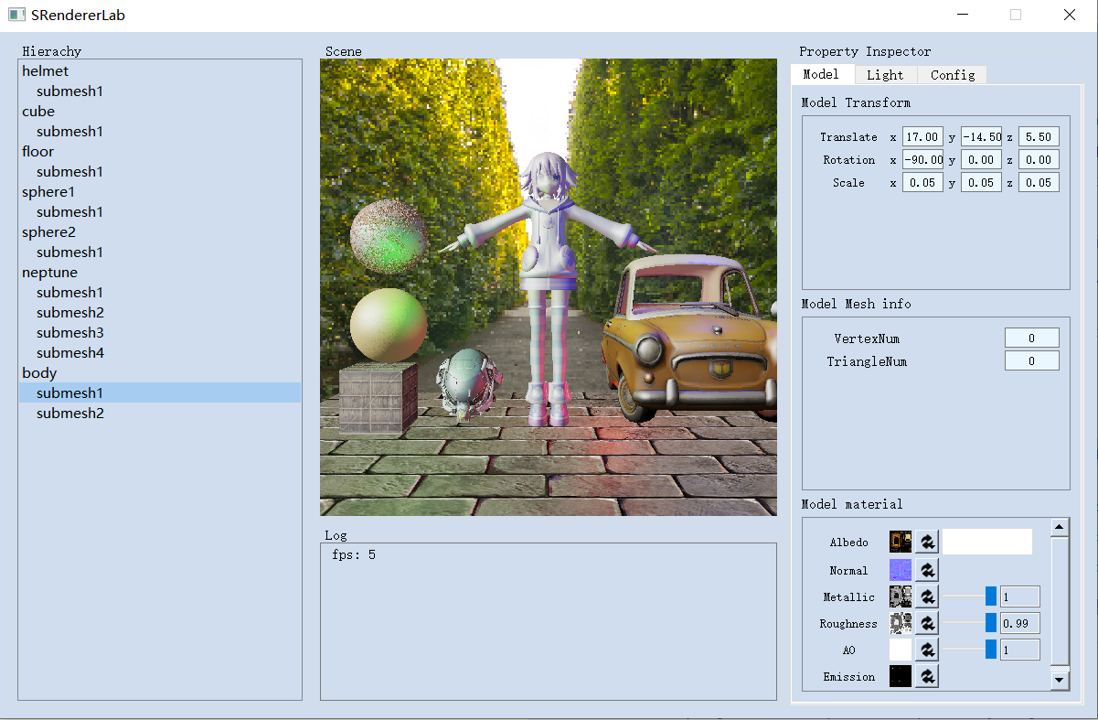 SRendererLab
Hierachy
helmet
submesh1
cube
submesh1
floor
submesh1
sphere1
submesh1
sphere2
submesh1
neptune
submesh1
submesh2
submesh3
submesh4
body
submesh1
submesh2
Scene
Log
fps: 5
Property Inspector
Model Light Config
Model Transform
Translate x 17.00 y -14.50 z 5.50
Rotation x -90.00 y 0.00 z 0.00
Scale x 0.05 y 0.05 z 0.05
Model Mesh info
VertexNum 0
TriangleNum 0
Model material
Albedo
Normal
Metallic 1
Roughness 0.99
AO 1
Emission